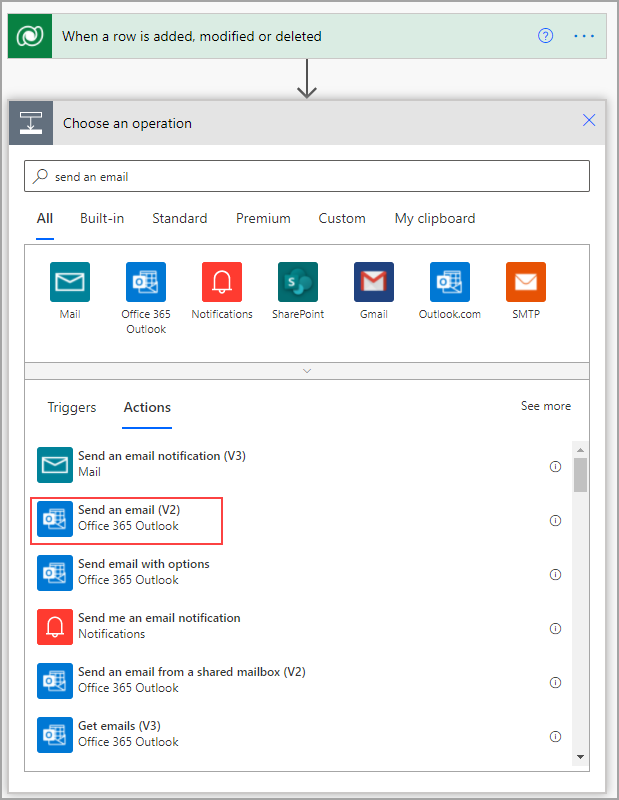 When a row is added, modified or deleted
Choose an operation
send an email
All Built-in Standard Premium Custom My clipboard
Mail Office 365 Outlook Notifications SharePoint Gmail Outlook.com SMTP
Triggers Actions See more
Send an email notification (V3)
Mail
Send an email (V2)
Office 365 Outlook
Send email with options
Office 365 Outlook
Send me an email notification
Notifications
Send an email from a shared mailbox (V2)
Office 365 Outlook
Get emails (V3)
Office 365 Outlook